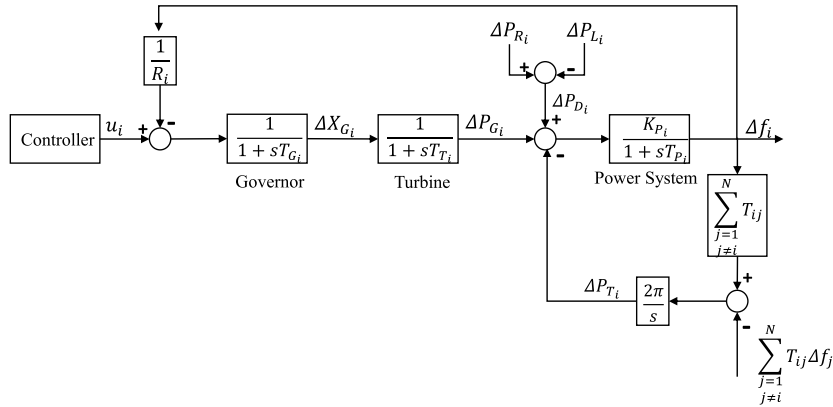 ΔP_{R_i}
ΔP_{L_i}
1
R_i
+
-
-
ΔP_{D_i}
Controller
u_i
+
1
1 + sT_{G_i}
ΔX_{G_i}
1
1 + sT_{T_i}
ΔP_{G_i}
+
+
-
K_{P_i}
1 + sT_{P_i}
Δf_i
Governor
Turbine
Power System
N
∑ T_{ij}
j=1
j≠i
+
ΔP_{T_i}
2π
s
-
N
∑ T_{ij}Δf_j
j=1
j≠i